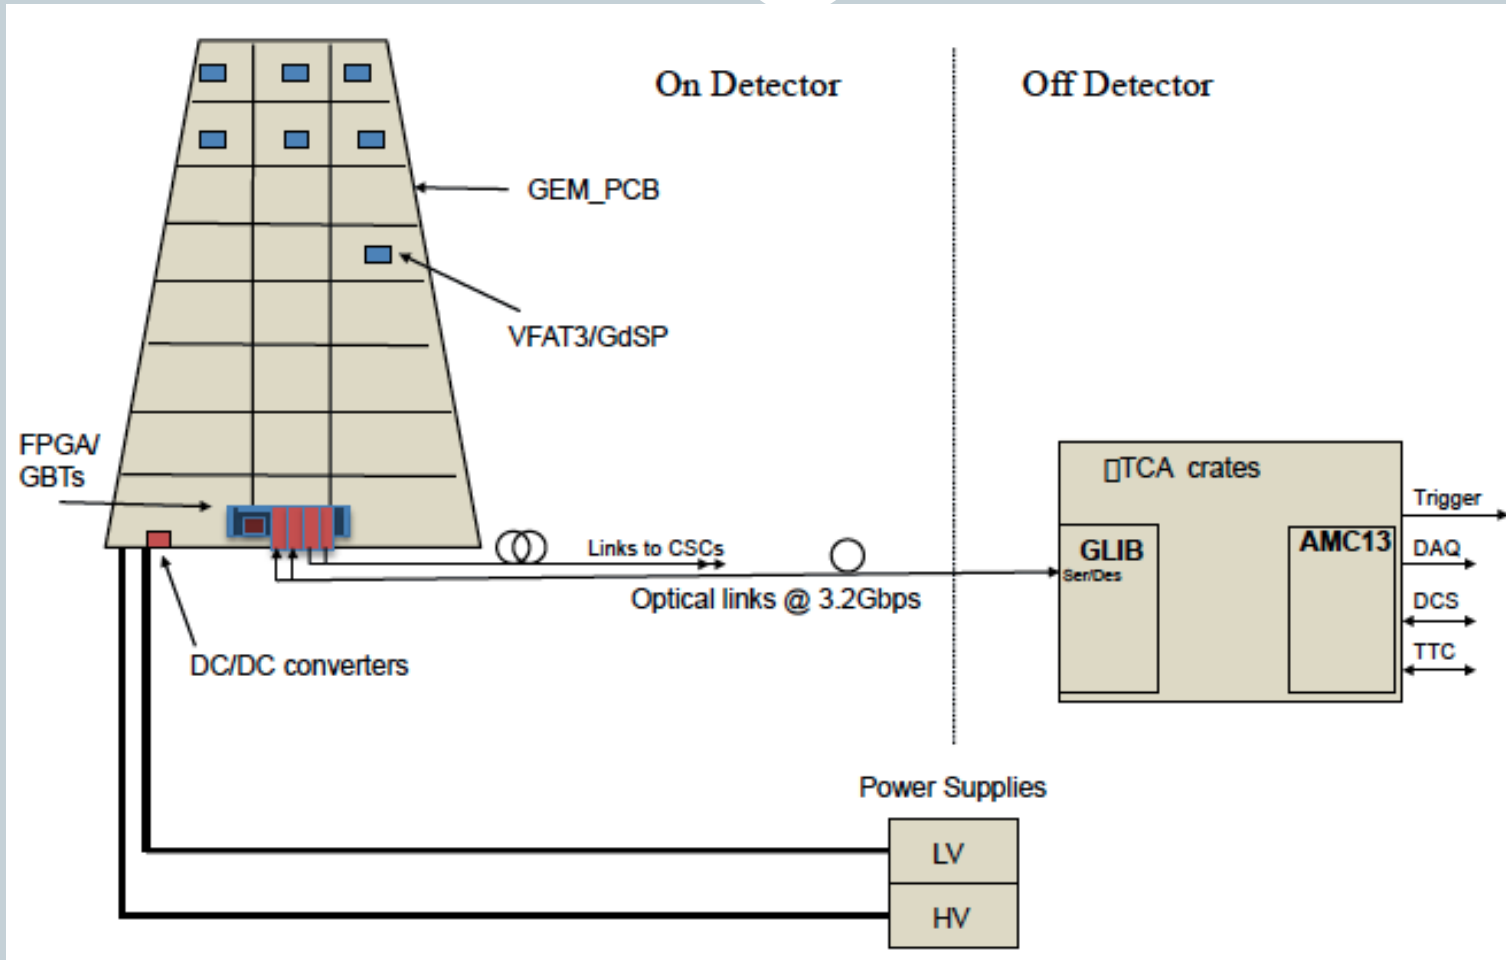 On Detector
Off Detector
GEM_PCB
VFAT3/GdSP
FPGA/
GBTs
Links to CSCs
Optical links @ 3.2Gbps
DC/DC converters
▯TCA crates
GLIB
Ser/Des
AMC13
Trigger
DAQ
DCS
TTC
Power Supplies
LV
HV